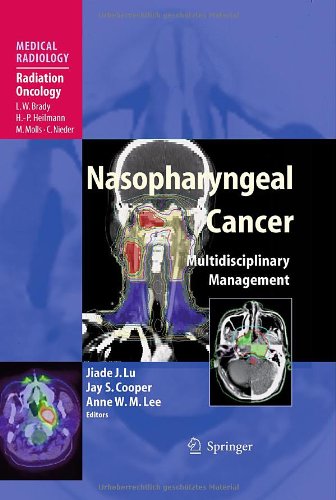 Urheberrechtlich geschütztes Material
MEDICAL
RADIOLOGY
Radiation
Oncology
L.W. Brady
H.-P. Heilmann
M. Molls · C. Nieder
Nasopharyngeal
Cancer
Multidisciplinary
Management
Jiade J. Lu
Jay S. Cooper
Anne W. M. Lee
Editors
Springer
Urheberrechtlich geschütztes Material